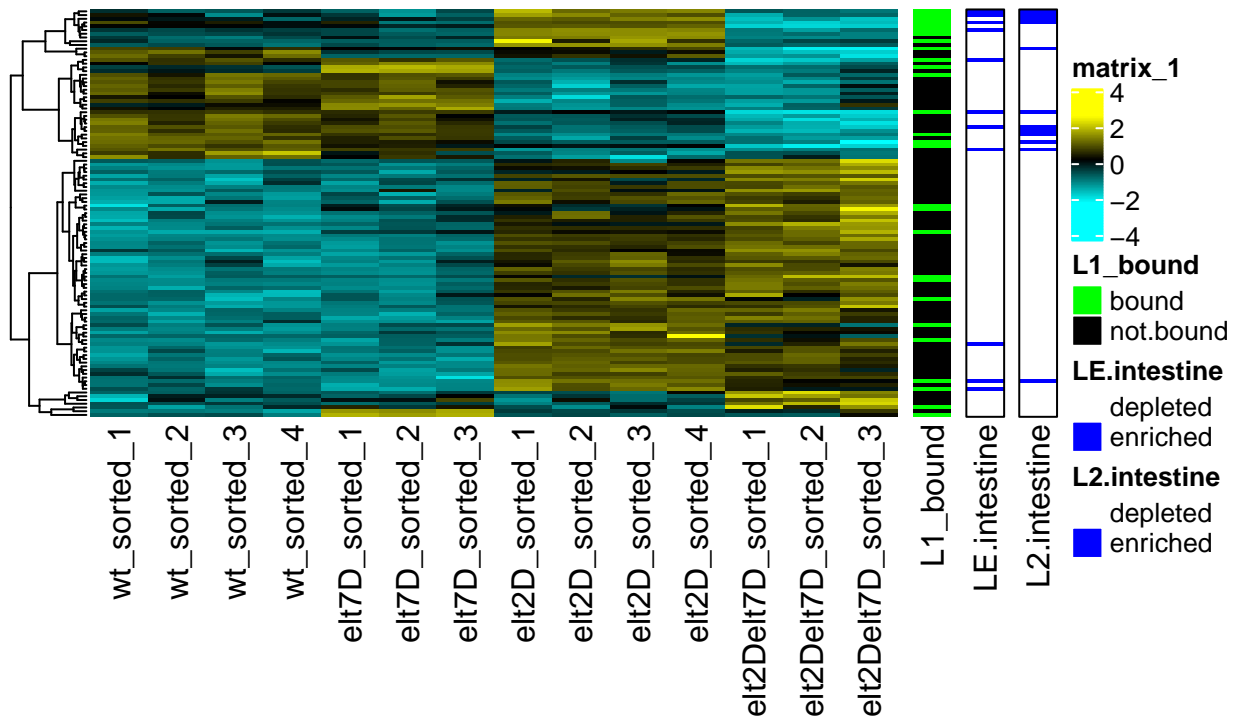 matrix_1
4
2
0
−2
−4
L1_bound
bound
not.bound
LE.intestine
depleted
enriched
L2.intestine
depleted
enriched
wt_sorted_1
wt_sorted_2
wt_sorted_3
wt_sorted_4
elt7D_sorted_1
elt7D_sorted_2
elt7D_sorted_3
elt2D_sorted_1
elt2D_sorted_2
elt2D_sorted_3
elt2D_sorted_4
elt2Delt7D_sorted_1
elt2Delt7D_sorted_2
elt2Delt7D_sorted_3
L1_bound
LE.intestine
L2.intestine